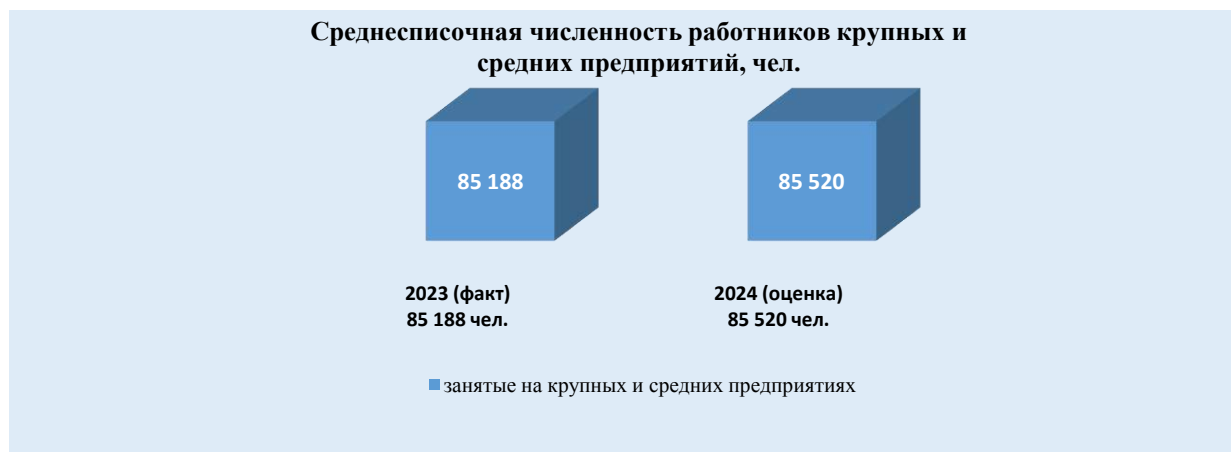 Среднесписочная численность работников крупных и
средних предприятий, чел.
85 188
85 520
2023 (факт)
85 188 чел.
2024 (оценка)
85 520 чел.
занятые на крупных и средних предприятиях